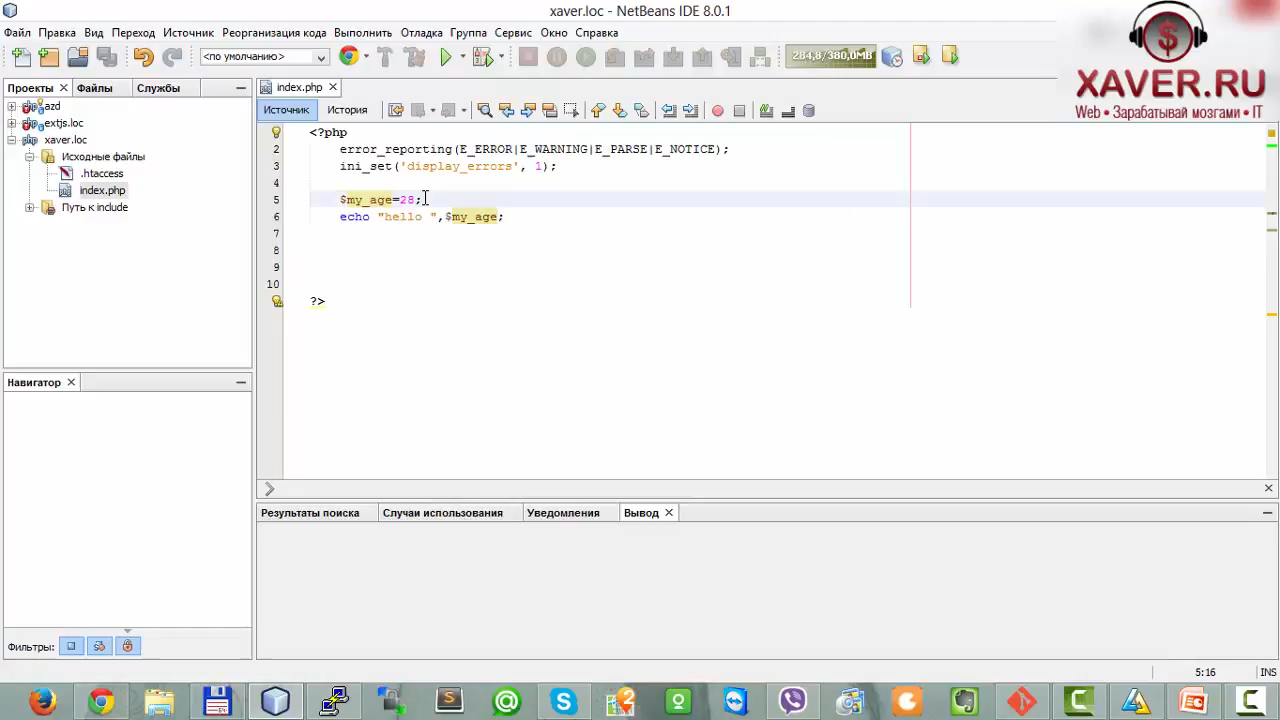 xaver.loc - NetBeans IDE 8.0.1
Файл Правка Вид Переход Источник Реорганизация кода Выполнить Отладка Группа Сервис Окно Справка
<по умолчанию> 284,8/380,0MB
$
XAVER.RU
Web • Зарабатывай мозгами • IT
Проекты Файлы Службы
index.php
Источник История
azd
extjs.loc
xaver.loc
Исходные файлы
.htaccess
index.php
Путь к include
<?php
2 error_reporting(E_ERROR|E_WARNING|E_PARSE|E_NOTICE);
3 ini_set('display_errors', 1);
4
5 $my_age=28;
6 echo "hello ",$my_age;
7
8
9
10
?>
Навигатор
Фильтры:
Результаты поиска Случаи использования Уведомления Вывод
5:16 INS